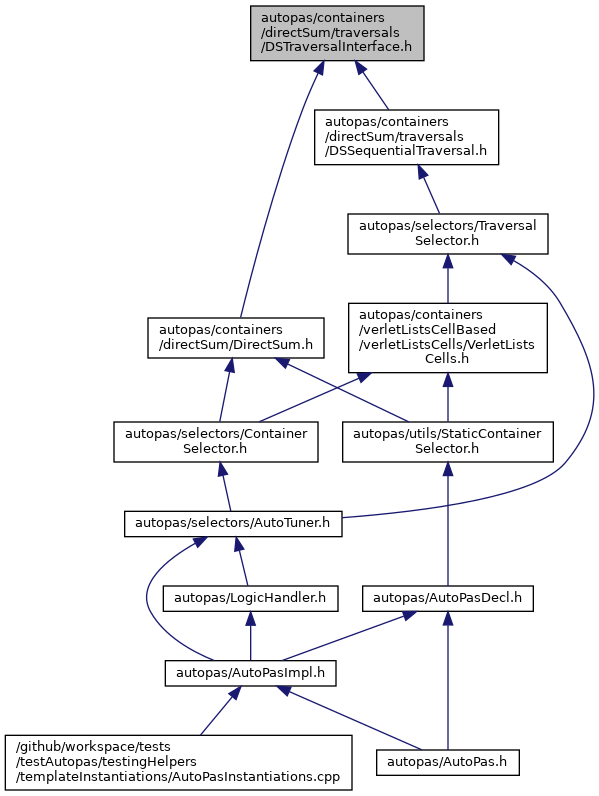 autopas/containers
/directSum/traversals
/DSTraversalInterface.h
autopas/containers
/directSum/traversals
/DSSequentialTraversal.h
autopas/selectors/Traversal
Selector.h
autopas/containers
/verletListsCellBased
/verletListsCells/VerletLists
Cells.h
autopas/containers
/directSum/DirectSum.h
autopas/selectors/Container
Selector.h
autopas/utils/StaticContainer
Selector.h
autopas/selectors/AutoTuner.h
autopas/LogicHandler.h
autopas/AutoPasDecl.h
autopas/AutoPasImpl.h
/github/workspace/tests
/testAutopas/testingHelpers
/templateInstantiations/AutoPasInstantiations.cpp
autopas/AutoPas.h